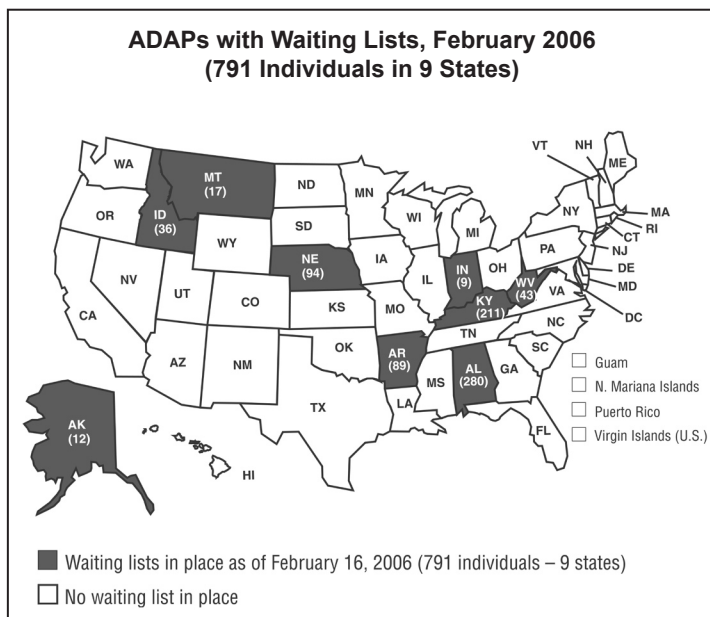 ADAPs with Waiting Lists, February 2006
(791 Individuals in 9 States)
WA
MT
(17)
ND
MN
VT
NH
ME
OR
ID
(36)
SD
WI
MI
NY
MA
RI
CT
WY
NE
(94)
IA
PA
NJ
NV
UT
CO
IL
IN
(9)
OH
DE
MD
CA
KS
MO
KY
(211)
WV
(43)
VA
DC
AZ
NM
OK
AR
(89)
TN
NC
SC
TX
LA
MS
AL
(280)
GA
FL
AK
(12)
HI
Guam
N. Mariana Islands
Puerto Rico
Virgin Islands (U.S.)
Waiting lists in place as of February 16, 2006 (791 individuals – 9 states)
No waiting list in place